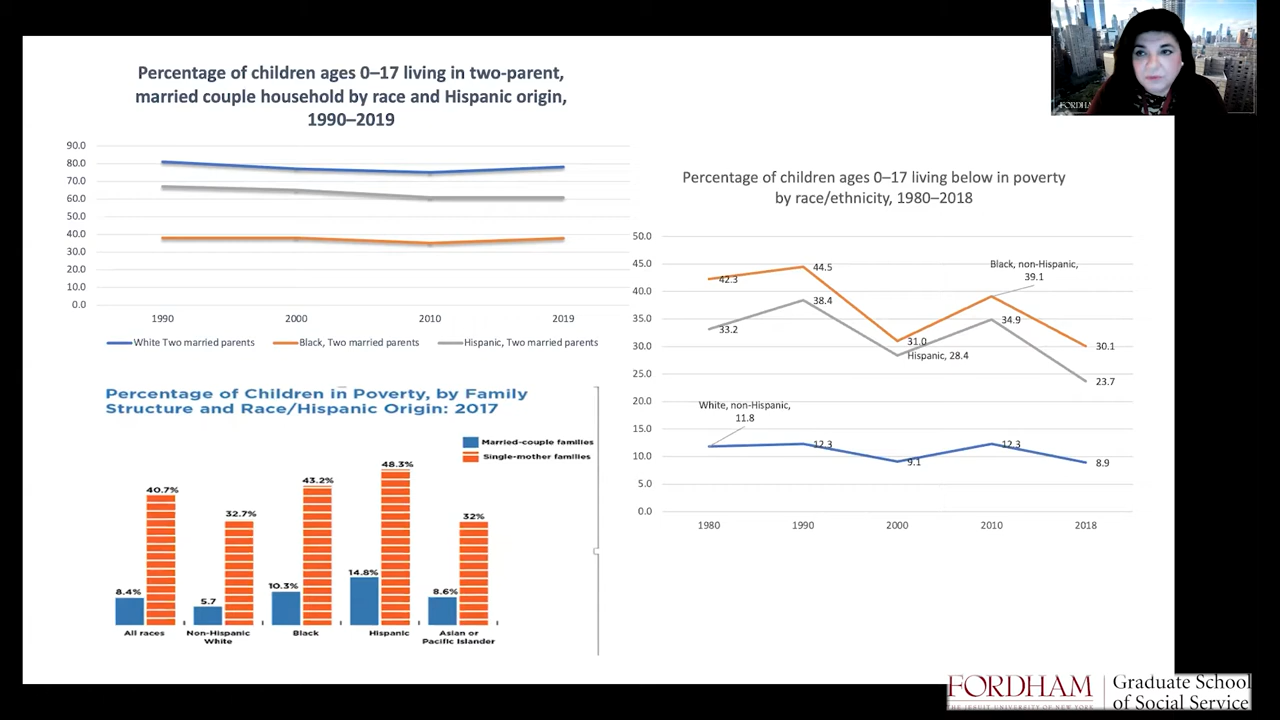 Percentage of children ages 0–17 living in two-parent,
married couple household by race and Hispanic origin,
1990–2019
90.0
80.0
70.0
60.0
50.0
40.0
30.0
20.0
10.0
0.0
1990 2000 2010 2019
White Two married parents Black, Two married parents Hispanic, Two married parents
Percentage of Children in Poverty, by Family
Structure and Race/Hispanic Origin: 2017
Married-couple families
Single-mother families
40.7%
32.7%
43.2%
48.3%
32%
8.4%
5.7
10.3%
14.8%
8.6%
All races
Non-Hispanic
White
Black
Hispanic
Asian or
Pacific Islander
Percentage of children ages 0–17 living below in poverty
by race/ethnicity, 1980–2018
50.0
45.0
40.0
35.0
30.0
25.0
20.0
15.0
10.0
5.0
0.0
42.3
44.5
31.0
Black, non-Hispanic,
39.1
30.1
33.2
38.4
Hispanic, 28.4
34.9
23.7
White, non-Hispanic,
11.8
12.3
9.1
12.3
8.9
1980 1990 2000 2010 2018
FORDHAM
FORDHAM
THE JESUIT UNIVERSITY OF NEW YORK
Graduate School
of Social Service